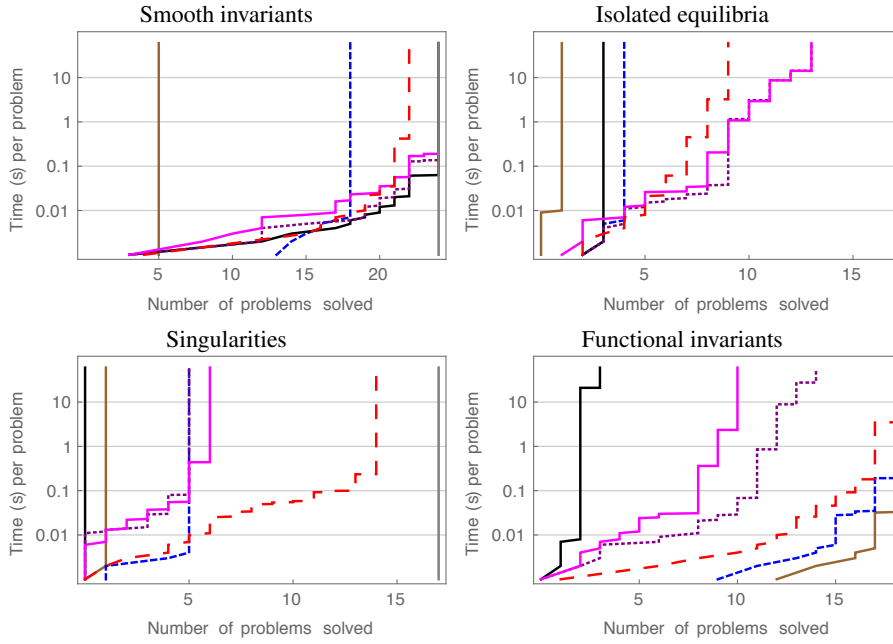 Smooth invariants
Time (s) per problem
10
1
0.1
0.01
5
10
15
20
Number of problems solved
Isolated equilibria
Time (s) per problem
10
1
0.1
0.01
5
10
15
Number of problems solved
Singularities
Time (s) per problem
10
1
0.1
0.01
5
10
15
Number of problems solved
Functional invariants
Time (s) per problem
10
1
0.1
0.01
5
10
15
Number of problems solved